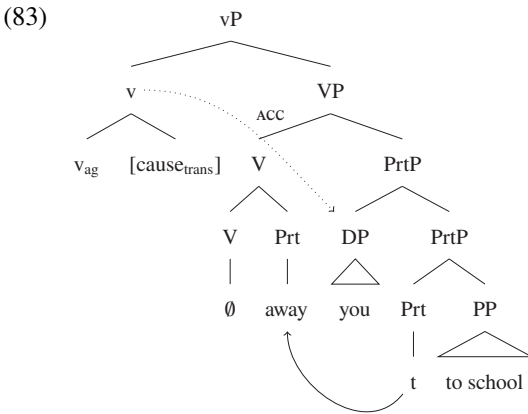 (83) vP
v VP
ACC
v_ag [cause_trans] V PrtP
V Prt DP PrtP
∅ away you Prt PP
t to school